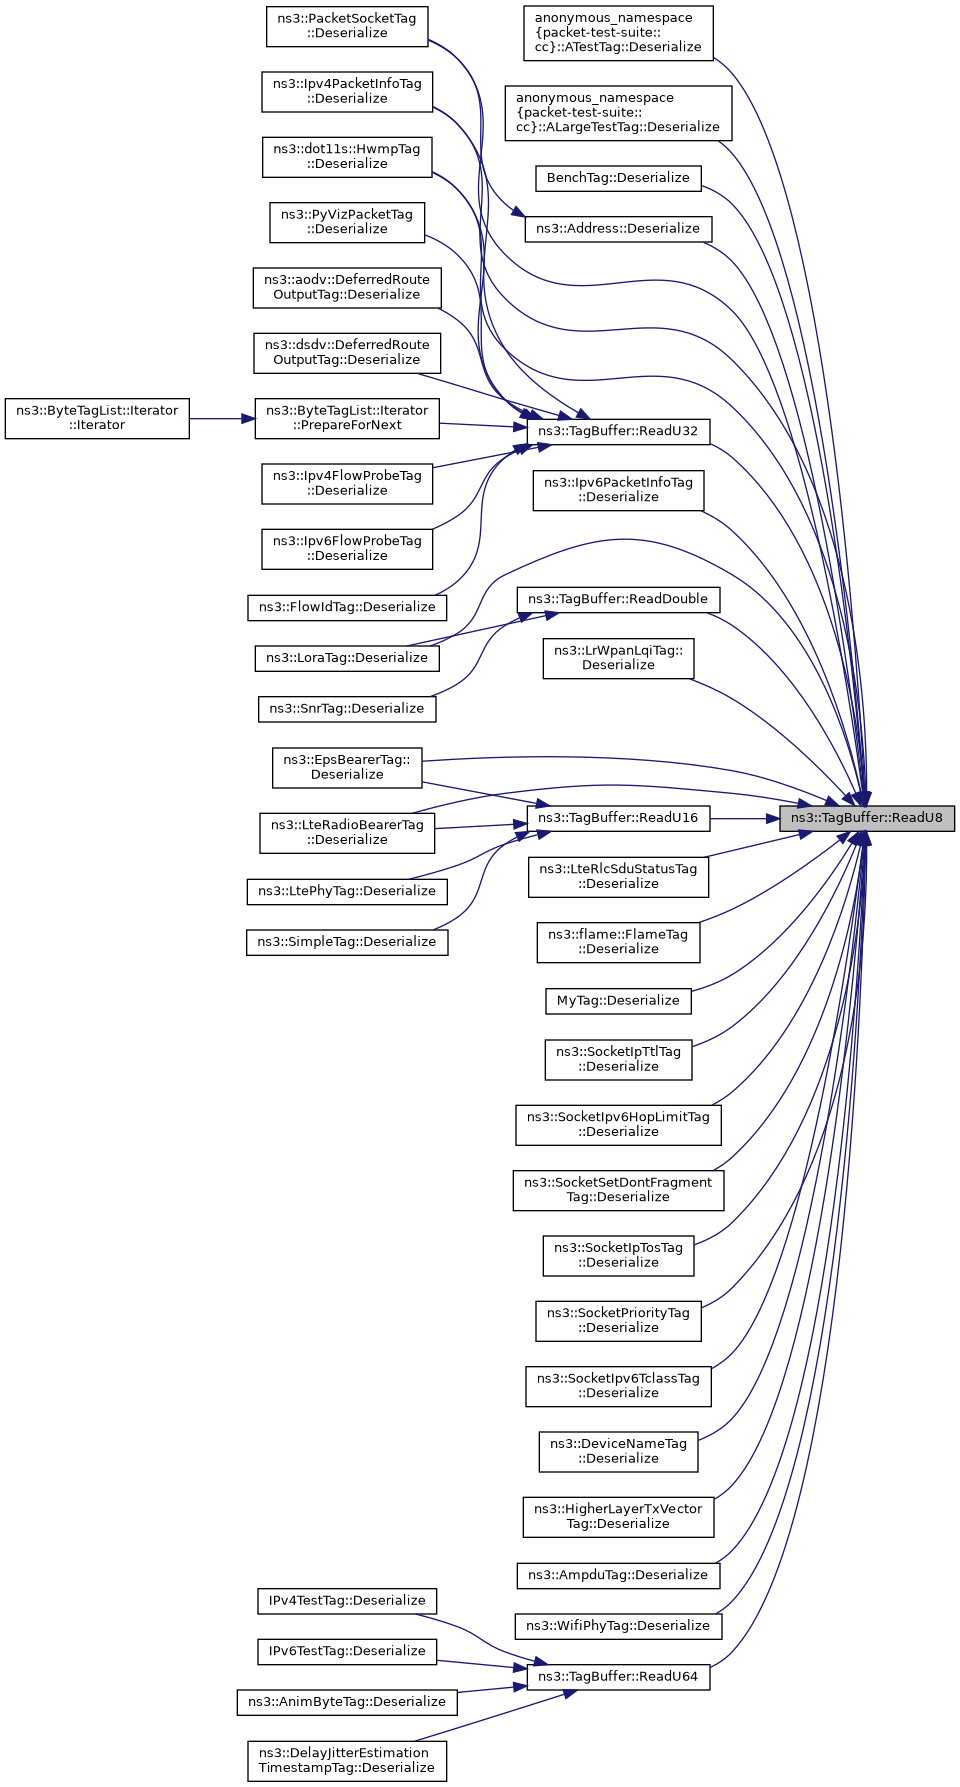 ns3::PacketSocketTag
::Deserialize
ns3::Ipv4PacketInfoTag
::Deserialize
ns3::dot11s::HwmpTag
::Deserialize
ns3::PyVizPacketTag
::Deserialize
ns3::aodv::DeferredRoute
OutputTag::Deserialize
ns3::dsdv::DeferredRoute
OutputTag::Deserialize
ns3::ByteTagList::Iterator
::Iterator
ns3::ByteTagList::Iterator
::PrepareForNext
ns3::Ipv4FlowProbeTag
::Deserialize
ns3::Ipv6FlowProbeTag
::Deserialize
ns3::FlowIdTag::Deserialize
ns3::LoraTag::Deserialize
ns3::SnrTag::Deserialize
ns3::EpsBearerTag::
Deserialize
ns3::LteRadioBearerTag
::Deserialize
ns3::LtePhyTag::Deserialize
ns3::SimpleTag::Deserialize
IPv4TestTag::Deserialize
IPv6TestTag::Deserialize
ns3::AnimByteTag::Deserialize
ns3::DelayJitterEstimation
TimestampTag::Deserialize
anonymous_namespace
{packet-test-suite::
cc}::ATestTag::Deserialize
anonymous_namespace
{packet-test-suite::
cc}::ALargeTestTag::Deserialize
BenchTag::Deserialize
ns3::Address::Deserialize
ns3::TagBuffer::ReadU32
ns3::Ipv6PacketInfoTag
::Deserialize
ns3::TagBuffer::ReadDouble
ns3::LrWpanLqiTag::
Deserialize
ns3::TagBuffer::ReadU16
ns3::LteRlcSduStatusTag
::Deserialize
ns3::flame::FlameTag
::Deserialize
MyTag::Deserialize
ns3::SocketIpTtlTag
::Deserialize
ns3::SocketIpv6HopLimitTag
::Deserialize
ns3::SocketSetDontFragment
Tag::Deserialize
ns3::SocketIpTosTag
::Deserialize
ns3::SocketPriorityTag
::Deserialize
ns3::SocketIpv6TclassTag
::Deserialize
ns3::DeviceNameTag
::Deserialize
ns3::HigherLayerTxVector
Tag::Deserialize
ns3::AmpduTag::Deserialize
ns3::WifiPhyTag::Deserialize
ns3::TagBuffer::ReadU64
ns3::TagBuffer::ReadU8